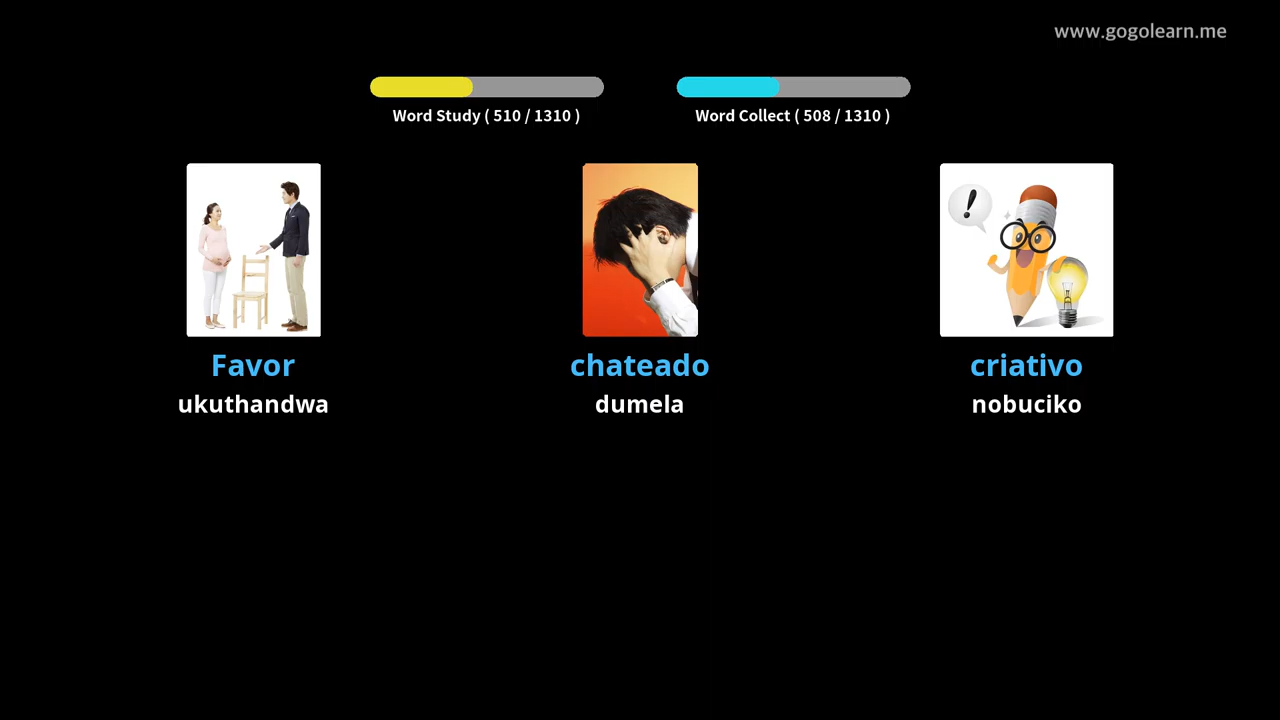 www.gogolearn.me
Word Study ( 510 / 1310 )
Word Collect ( 508 / 1310 )
Favor
ukuthandwa
chateado
dumela
criativo
nobuciko